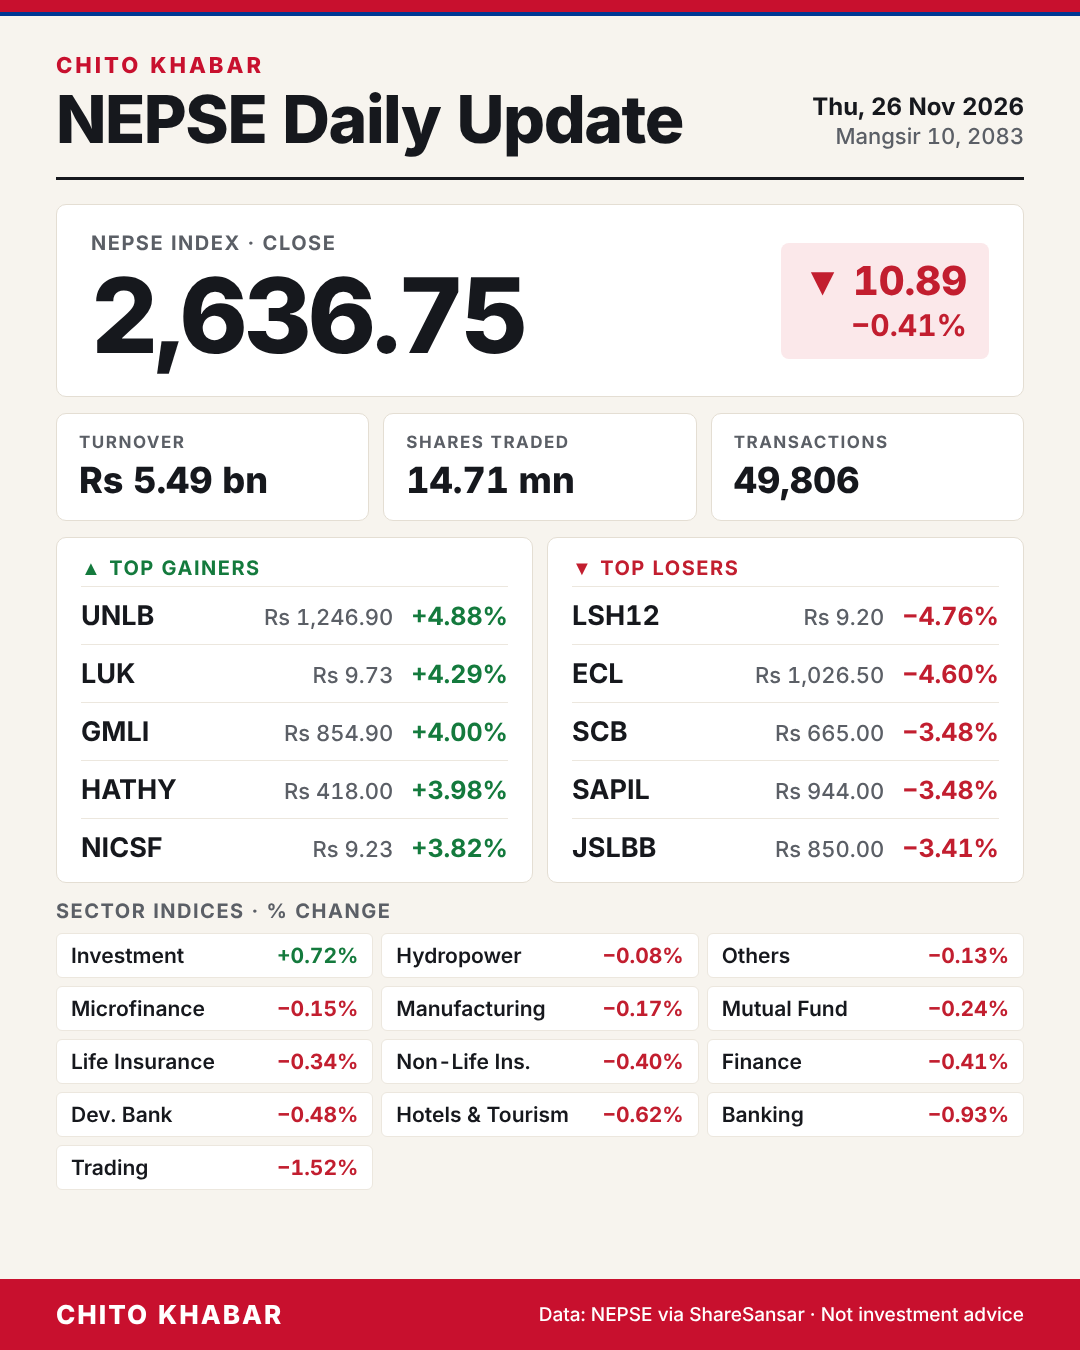 CHITO KHABAR
NEPSE Daily Update
Thu, 26 Nov 2026
Mangsir 10, 2083
NEPSE INDEX · CLOSE
2,636.75
▼ 10.89
−0.41%
TURNOVER
Rs 5.49 bn
SHARES TRADED
14.71 mn
TRANSACTIONS
49,806
▲ TOP GAINERS
UNLB Rs 1,246.90 +4.88%
LUK Rs 9.73 +4.29%
GMLI Rs 854.90 +4.00%
HATHY Rs 418.00 +3.98%
NICSF Rs 9.23 +3.82%
▼ TOP LOSERS
LSH12 Rs 9.20 −4.76%
ECL Rs 1,026.50 −4.60%
SCB Rs 665.00 −3.48%
SAPIL Rs 944.00 −3.48%
JSLBB Rs 850.00 −3.41%
SECTOR INDICES · % CHANGE
Investment +0.72% Hydropower −0.08% Others −0.13%
Microfinance −0.15% Manufacturing −0.17% Mutual Fund −0.24%
Life Insurance −0.34% Non-Life Ins. −0.40% Finance −0.41%
Dev. Bank −0.48% Hotels & Tourism −0.62% Banking −0.93%
Trading −1.52%
CHITO KHABAR
Data: NEPSE via ShareSansar · Not investment advice